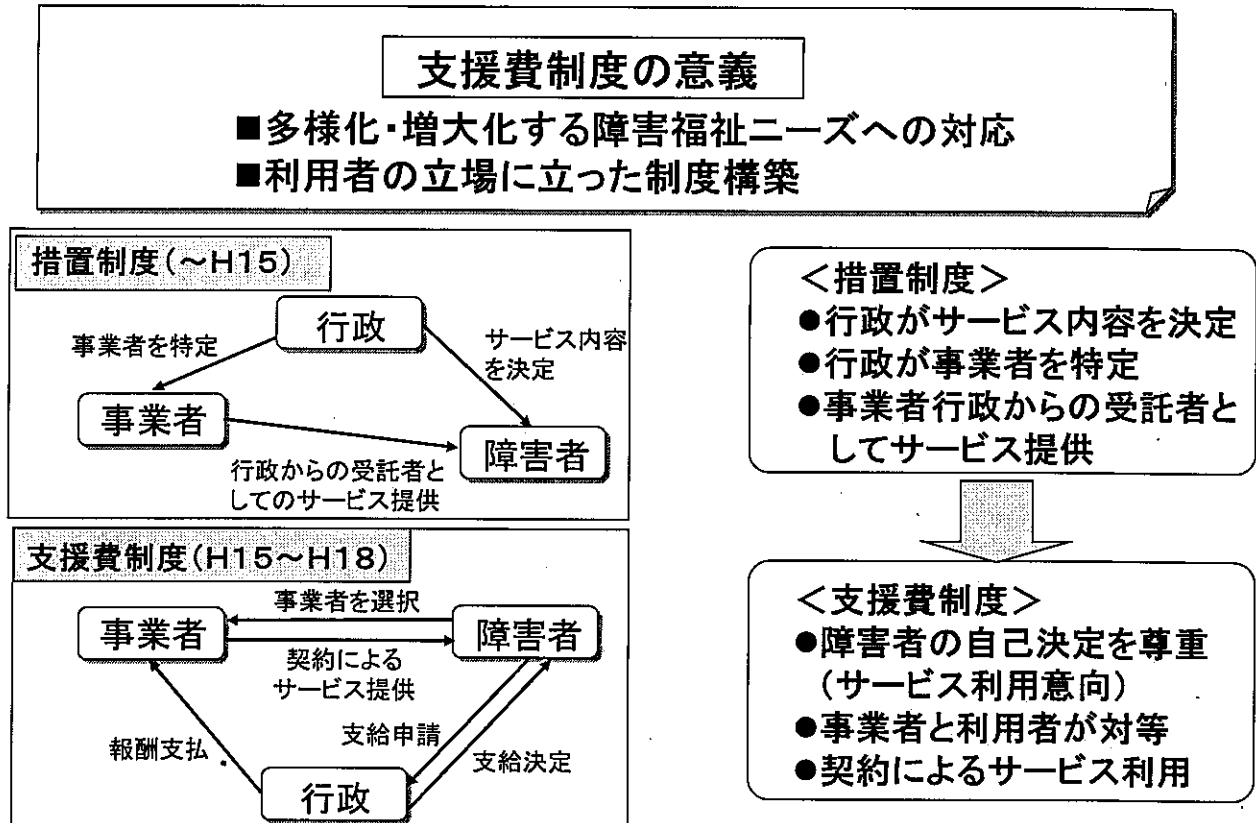 支援費制度の意義
■多様化・増大化する障害福祉ニーズへの対応
■利用者の立場に立った制度構築
措置制度(~H15)
行政
事業者を特定
サービス内容
を決定
事業者
障害者
行政からの受託者と
してのサービス提供
<措置制度>
●行政がサービス内容を決定
●行政が事業者を特定
●事業者行政からの受託者と
してサービス提供
支援費制度(H15~H18)
事業者を選択
事業者
障害者
契約による
サービス提供
報酬支払
支給申請
支給決定
行政
<支援費制度>
●障害者の自己決定を尊重
(サービス利用意向)
●事業者と利用者が対等
●契約によるサービス利用